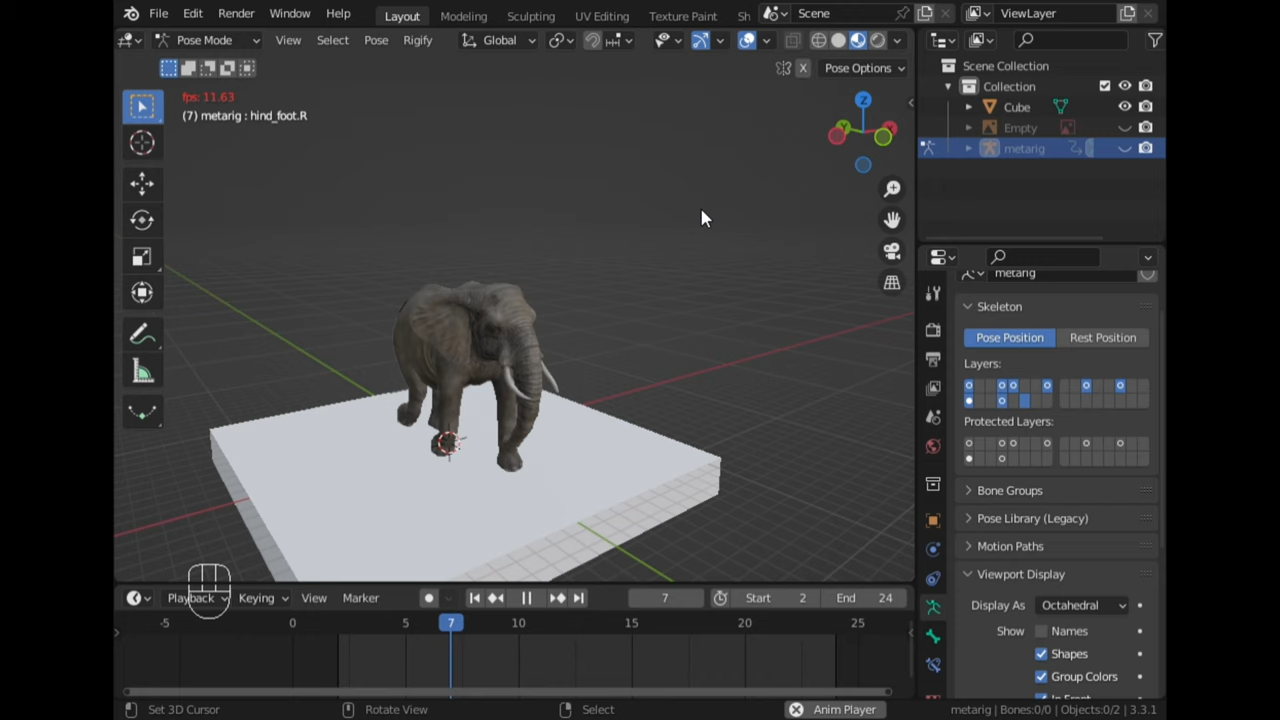 File Edit Render Window Help Layout Modeling Sculpting UV Editing Texture Paint Sh Scene ViewLayer
Pose Mode View Select Pose Rigify Global
X Pose Options
fps: 11.63
(7) metarig : hind_foot.R
Z
Y
Scene Collection
Collection
Cube
Empty
metarig
metarig
Skeleton
Pose Position Rest Position
Layers:
Protected Layers:
Bone Groups
Pose Library (Legacy)
Motion Paths
Viewport Display
Display As Octahedral
Show Names
Shapes
Group Colors
In Front
Playback Keying View Marker 7 Start 2 End 24
-5 0 5 7 10 15 20 25
Set 3D Cursor Rotate View Select Anim Player metarig | Bones:0/0 | Objects:0/2 | 3.3.1